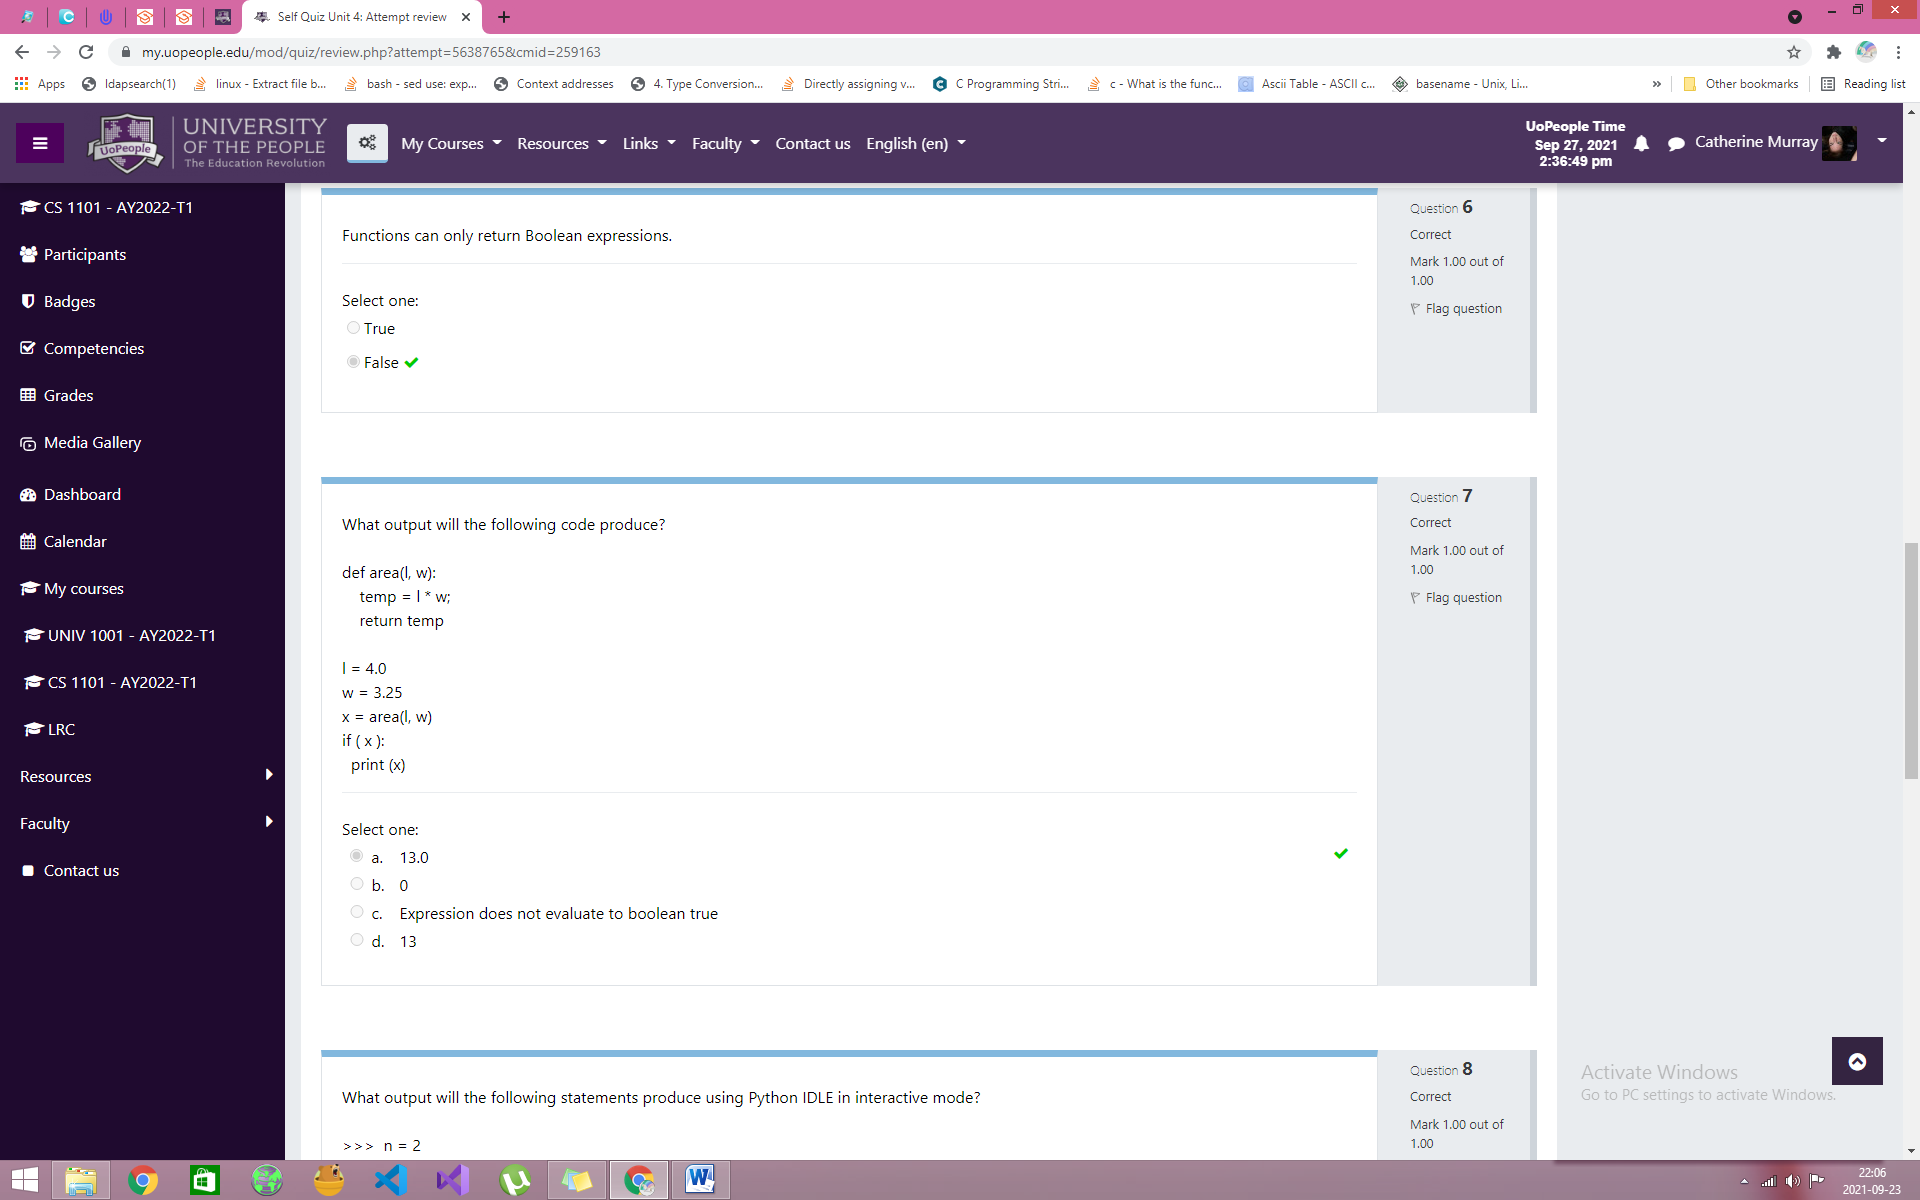 Self Quiz Unit 4: Attempt review
my.uopeople.edu/mod/quiz/review.php?attempt=5638765&cmid=259163
Apps
ldapsearch(1)
linux - Extract file b...
bash - sed use: exp...
Context addresses
4. Type Conversion...
Directly assigning v...
C Programming Stri...
c - What is the func...
Ascii Table - ASCII c...
basename - Unix, Li...
»
Other bookmarks
Reading list
UoPeople
UNIVERSITY
OF THE PEOPLE
The Education Revolution
My Courses
Resources
Links
Faculty
Contact us
English (en)
UoPeople Time
Sep 27, 2021
2:36:49 pm
Catherine Murray
CS 1101 - AY2022-T1
Participants
Badges
Competencies
Grades
Media Gallery
Dashboard
Calendar
My courses
UNIV 1001 - AY2022-T1
CS 1101 - AY2022-T1
LRC
Resources
Faculty
Contact us
Functions can only return Boolean expressions.
Select one:
True
False
Question 6
Correct
Mark 1.00 out of
1.00
Flag question
What output will the following code produce?
def area(l, w):
temp = l * w;
return temp
l = 4.0
w = 3.25
x = area(l, w)
if ( x ):
print (x)
Select one:
a. 13.0
b. 0
c. Expression does not evaluate to boolean true
d. 13
Question 7
Correct
Mark 1.00 out of
1.00
Flag question
What output will the following statements produce using Python IDLE in interactive mode?
>>> n = 2
Question 8
Correct
Mark 1.00 out of
1.00
Activate Windows
Go to PC settings to activate Windows.
22:06
2021-09-23